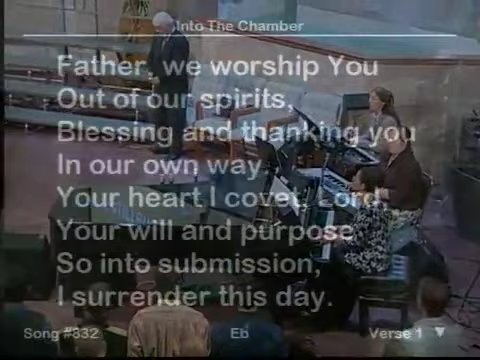 Into The Chamber
Father, we worship You
Out of our spirits,
Blessing and thanking you
In our own way.
Your heart I covet, Lord
Your will and purpose
So into submission,
I surrender this day.
Song #832 Eb Verse 1 ▼